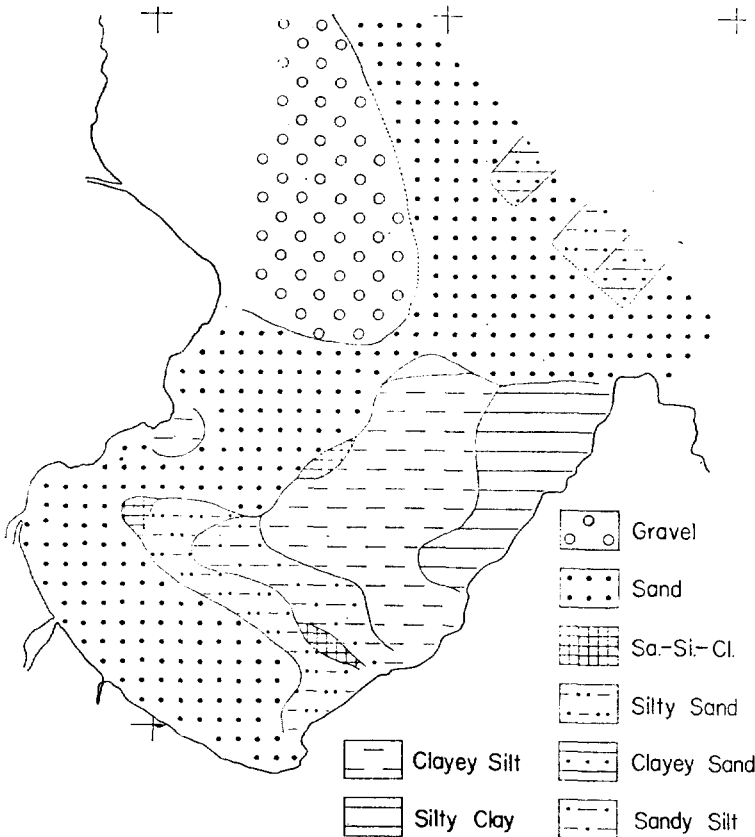 Gravel
Sand
Sa.-Si.-Cl.
Silty Sand
Clayey Silt
Clayey Sand
Silty Clay
Sandy Silt